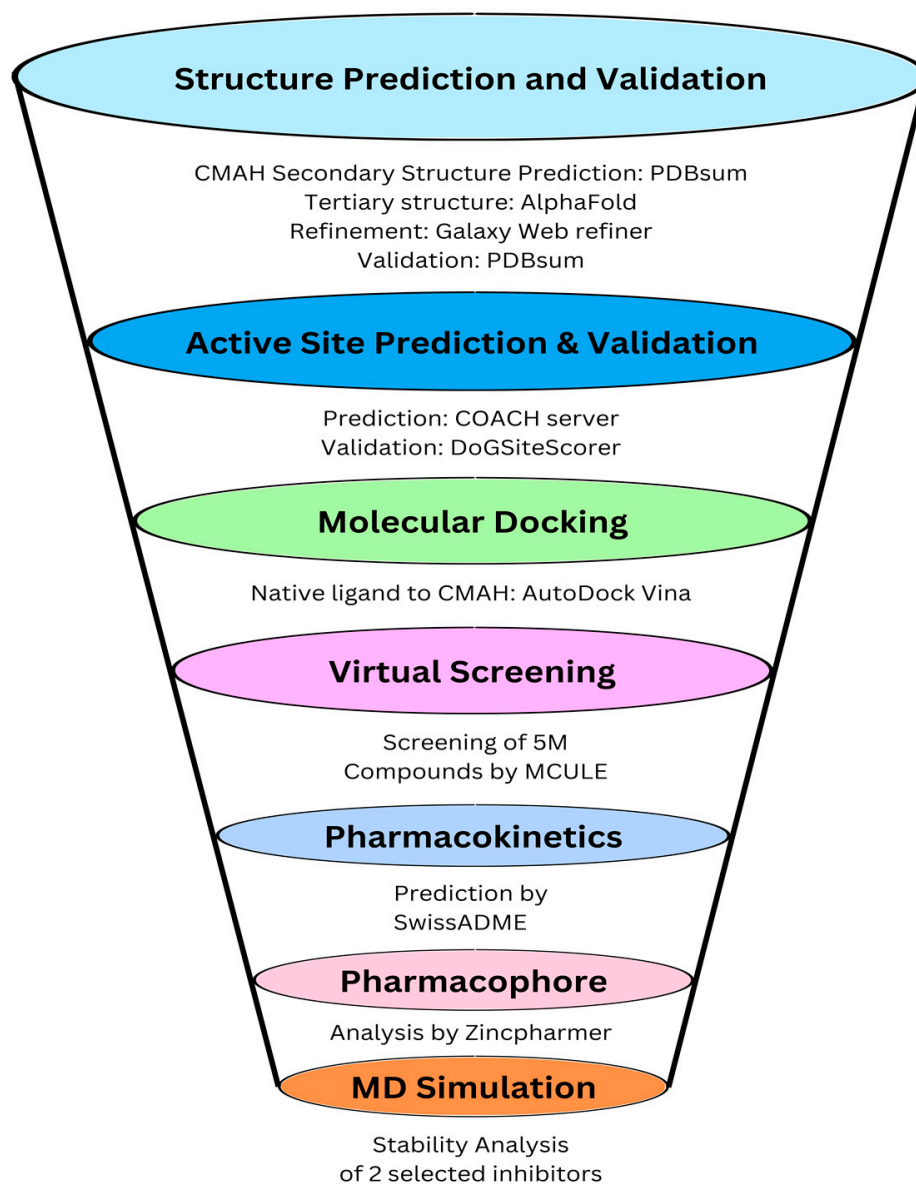 Structure Prediction and Validation
CMAH Secondary Structure Prediction: PDBsum
Tertiary structure: AlphaFold
Refinement: Galaxy Web refiner
Validation: PDBsum
Active Site Prediction & Validation
Prediction: COACH server
Validation: DoGSiteScorer
Molecular Docking
Native ligand to CMAH: AutoDock Vina
Virtual Screening
Screening of 5M
Compounds by MCULE
Pharmacokinetics
Prediction by
SwissADME
Pharmacophore
Analysis by Zincpharmer
MD Simulation
Stability Analysis
of 2 selected inhibitors